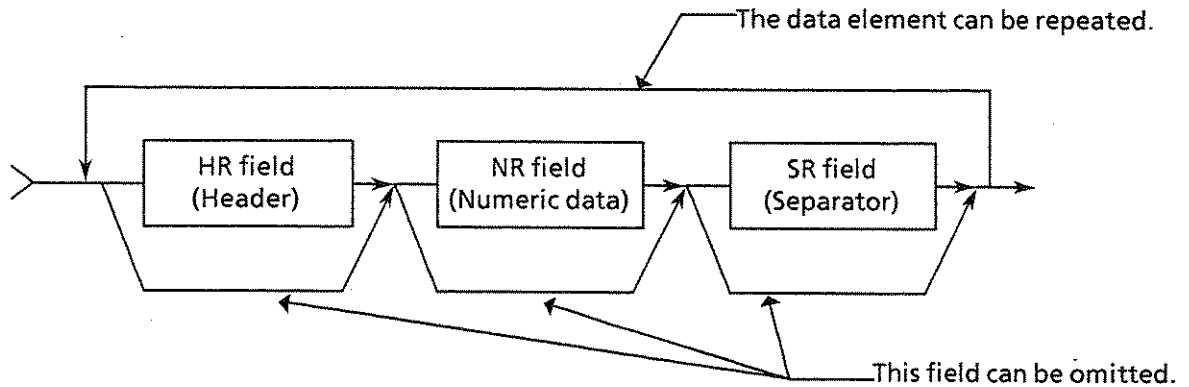 The data element can be repeated.
HR field
(Header)
NR field
(Numeric data)
SR field
(Separator)
This field can be omitted.